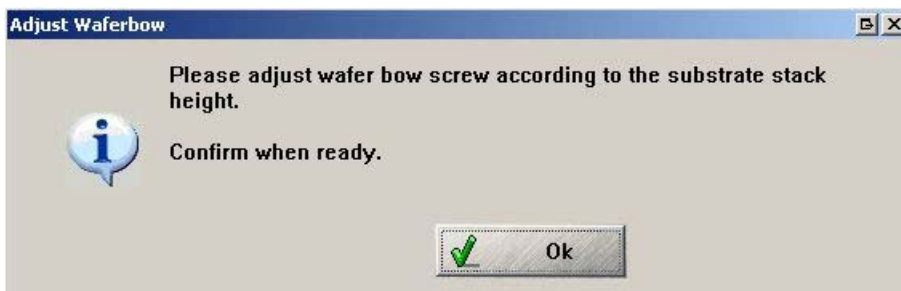 Adjust Waferbow
Please adjust wafer bow screw according to the substrate stack
height.
Confirm when ready.
Ok